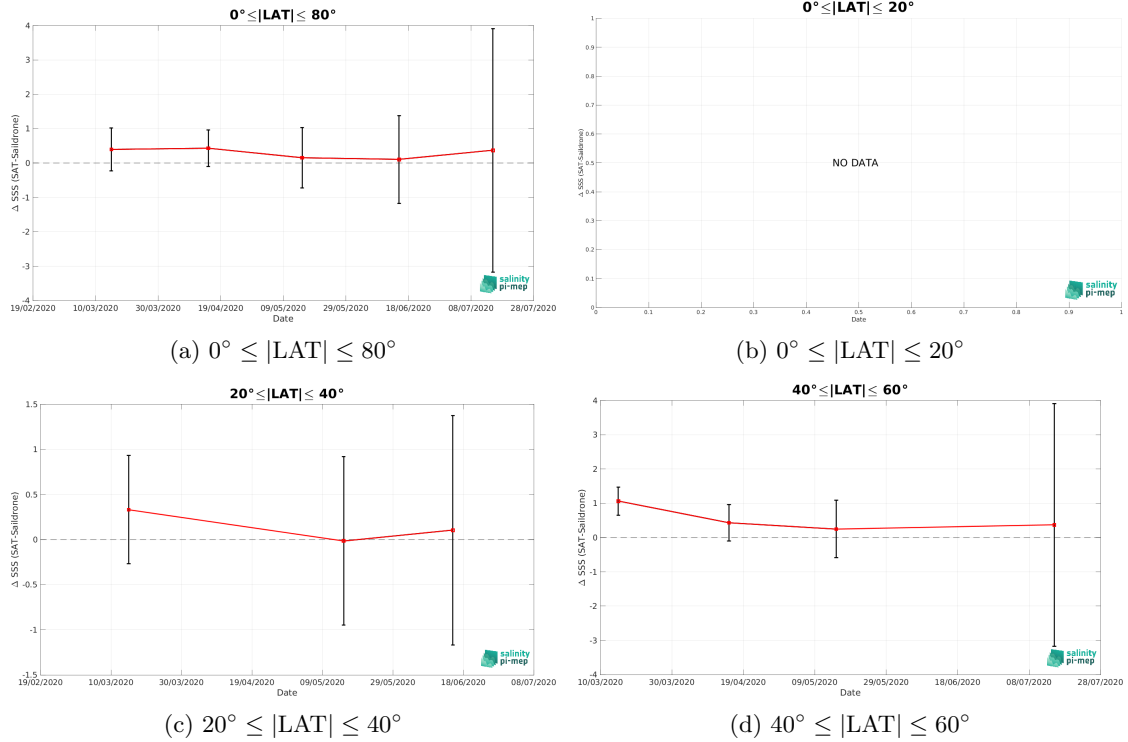 0°≤|LAT|≤ 80°
4
3
2
1
0
-1
-2
-3
-4
Δ SSS (SAT-Saildrone)
19/02/2020 10/03/2020 30/03/2020 19/04/2020 09/05/2020 29/05/2020 18/06/2020 08/07/2020 28/07/2020
Date
salinity
pi-mep
(a) 0° ≤ |LAT| ≤ 80°
0°≤|LAT|≤ 20°
1
0.9
0.8
0.7
0.6
0.5
0.4
0.3
0.2
0.1
0
Δ SSS (SAT-Saildrone)
NO DATA
0 0.1 0.2 0.3 0.4 0.5 0.6 0.7 0.8 0.9 1
Date
salinity
pi-mep
(b) 0° ≤ |LAT| ≤ 20°
20°≤|LAT|≤ 40°
1.5
1
0.5
0
-0.5
-1
-1.5
Δ SSS (SAT-Saildrone)
19/02/2020 10/03/2020 30/03/2020 19/04/2020 09/05/2020 29/05/2020 18/06/2020 08/07/2020
Date
salinity
pi-mep
(c) 20° ≤ |LAT| ≤ 40°
40°≤|LAT|≤ 60°
4
3
2
1
0
-1
-2
-3
-4
Δ SSS (SAT-Saildrone)
10/03/2020 30/03/2020 19/04/2020 09/05/2020 29/05/2020 18/06/2020 08/07/2020 28/07/2020
Date
salinity
pi-mep
(d) 40° ≤ |LAT| ≤ 60°